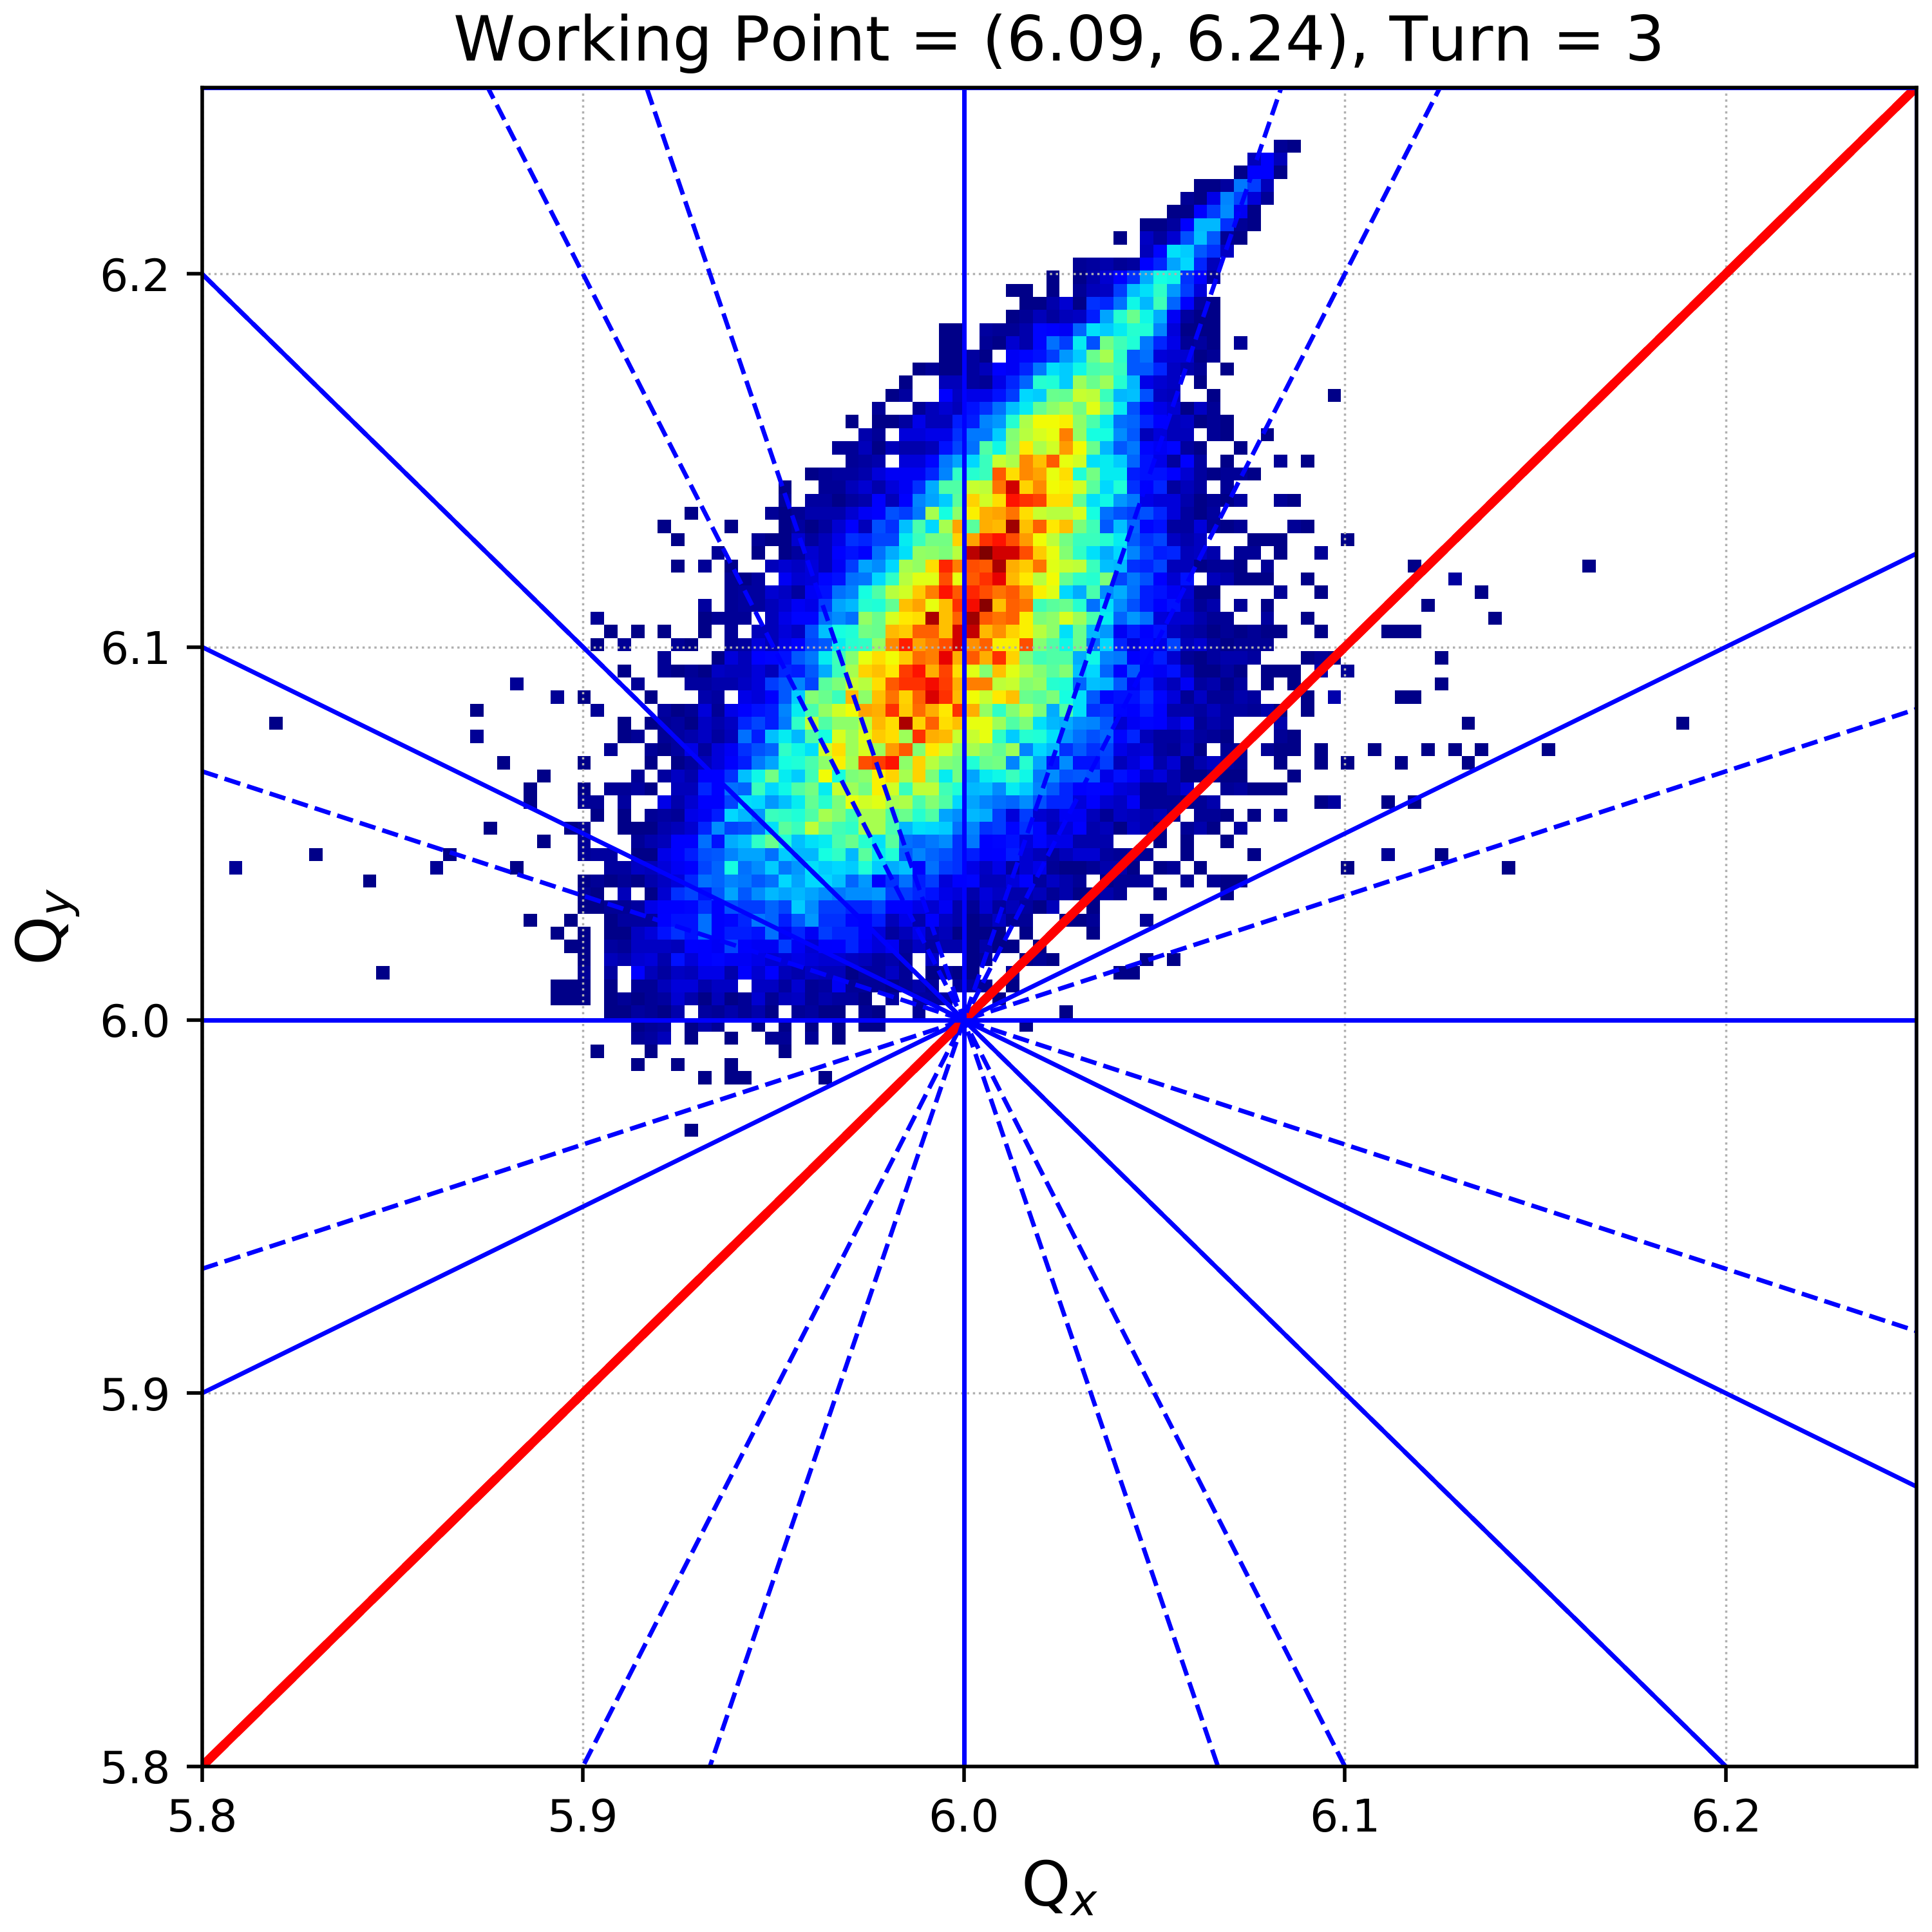 Working Point = (6.09, 6.24), Turn = 3
6.2
6.1
6.0
5.9
5.8
Qy
5.8 5.9 6.0 6.1 6.2
Qx